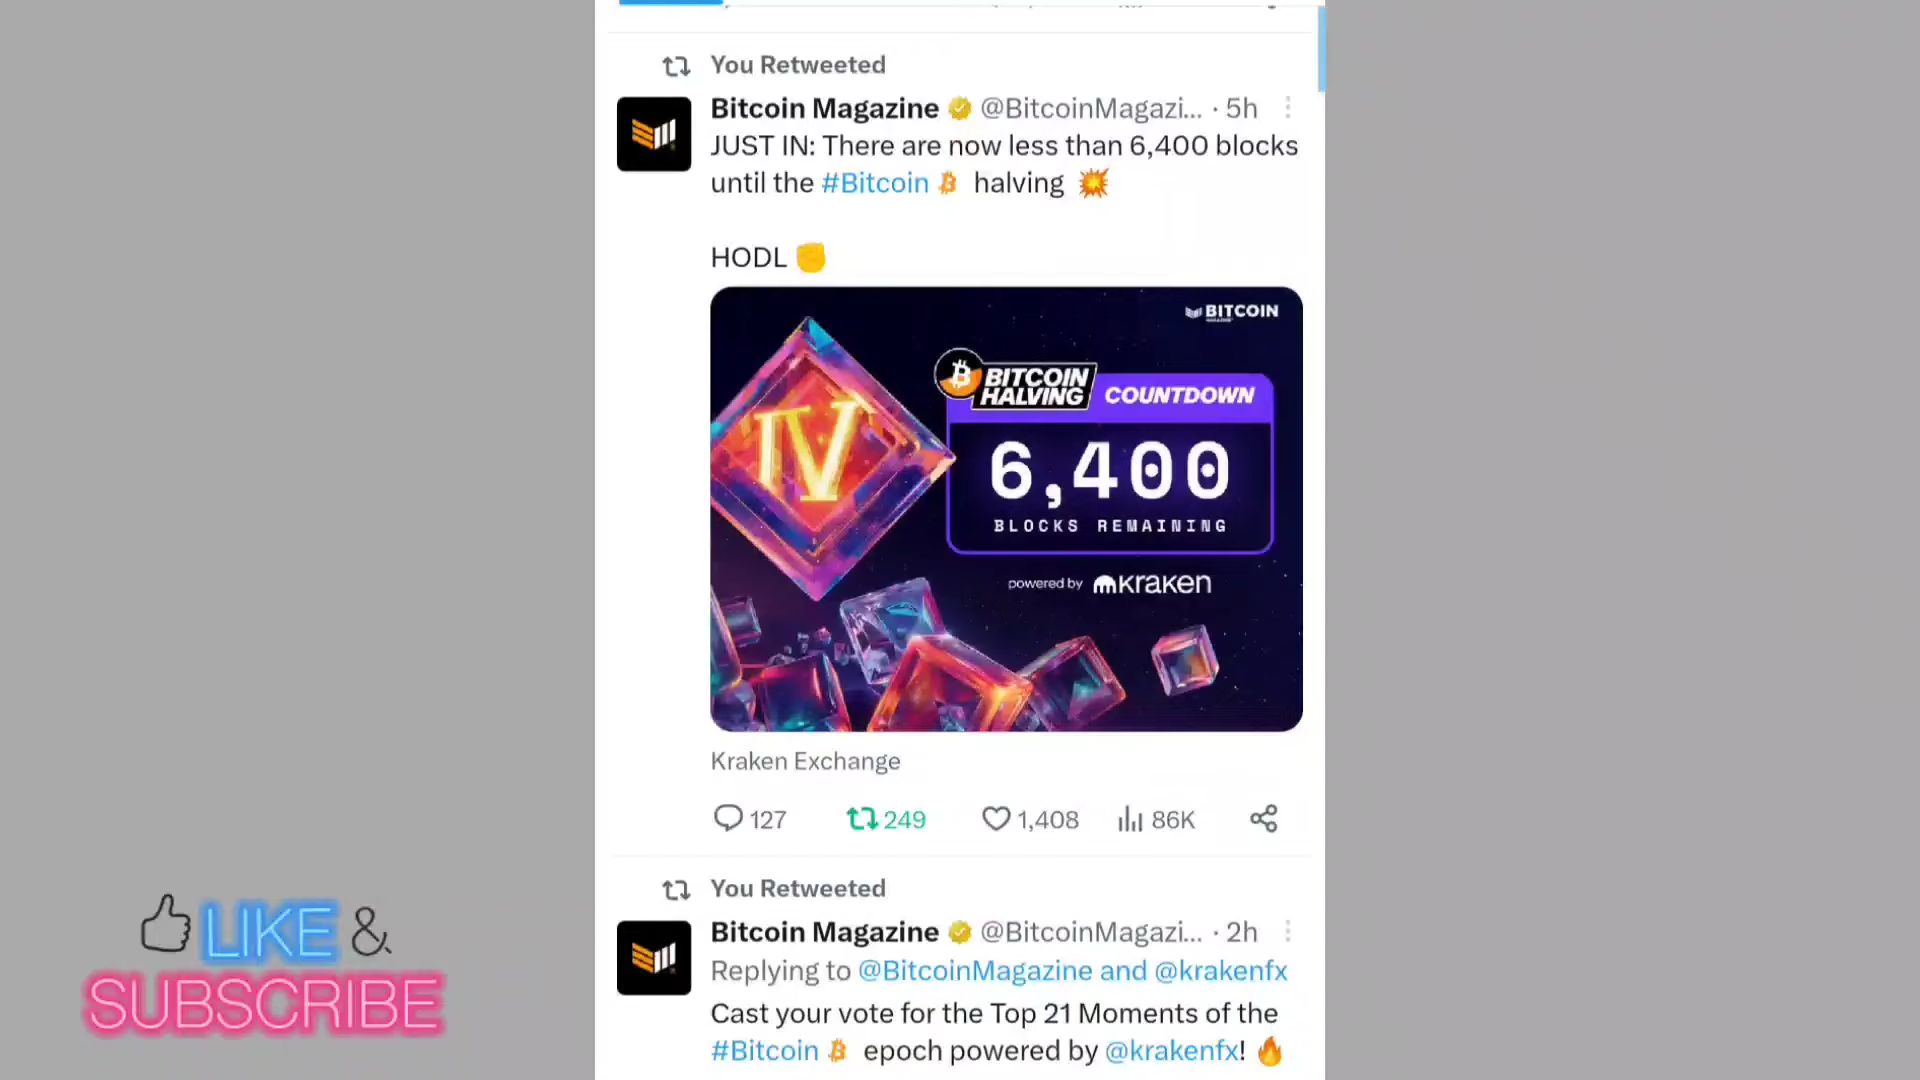 You Retweeted
Bitcoin Magazine @BitcoinMagazi... · 5h
JUST IN: There are now less than 6,400 blocks
until the #Bitcoin halving 💥
HODL ✊
BITCOIN
MAGAZINE
BITCOIN
HALVING
COUNTDOWN
IV
6,400
BLOCKS REMAINING
powered by kraken
Kraken Exchange
127 249 1,408 86K
You Retweeted
Bitcoin Magazine @BitcoinMagazi... · 2h
Replying to @BitcoinMagazine and @krakenfx
Cast your vote for the Top 21 Moments of the
#Bitcoin epoch powered by @krakenfx! 🔥
LIKE &
SUBSCRIBE